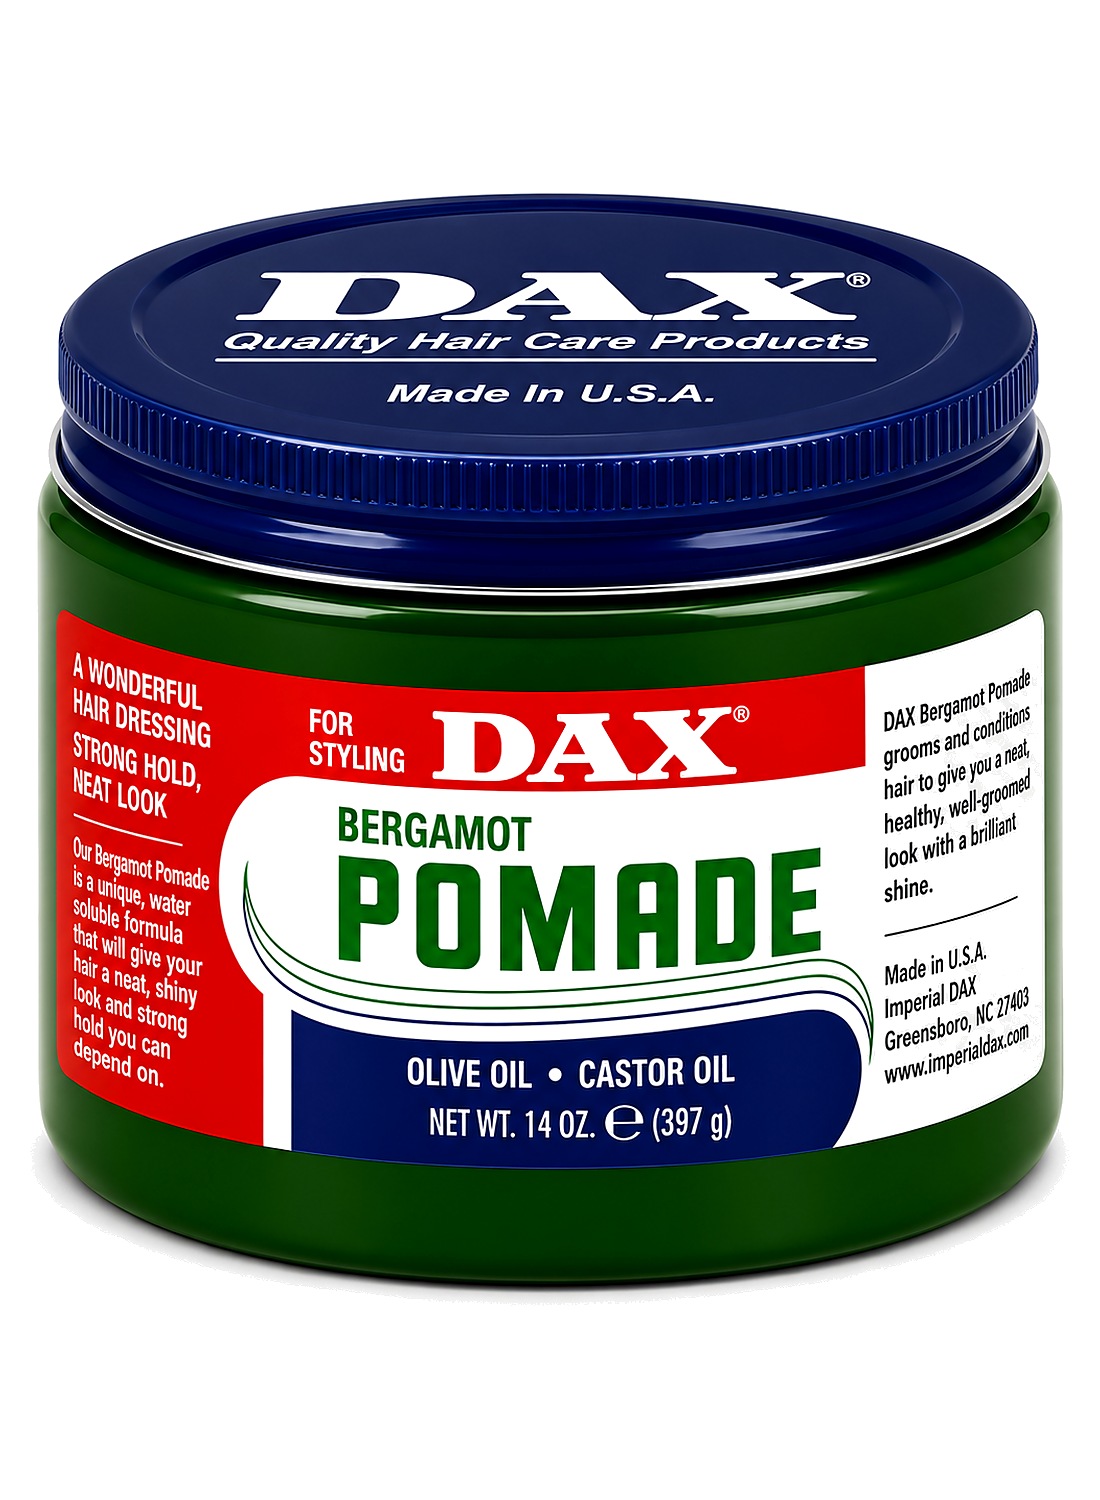 DAX®
Quality Hair Care Products
Made In U.S.A.
A WONDERFUL
HAIR DRESSING
STRONG HOLD,
NEAT LOOK
Our Bergamot Pomade
is a unique, water
soluble formula
that will give your
hair a neat, shiny
look and strong
hold you can
depend on.
FOR
STYLING
DAX®
BERGAMOT
POMADE
OLIVE OIL • CASTOR OIL
NET WT. 14 OZ. ℮ (397 g)
DAX Bergamot Pomade
grooms and conditions
hair to give you a neat,
healthy, well-groomed
look with a brilliant
shine.
Made in U.S.A.
Imperial DAX
Greensboro, NC 27403
www.imperialdax.com